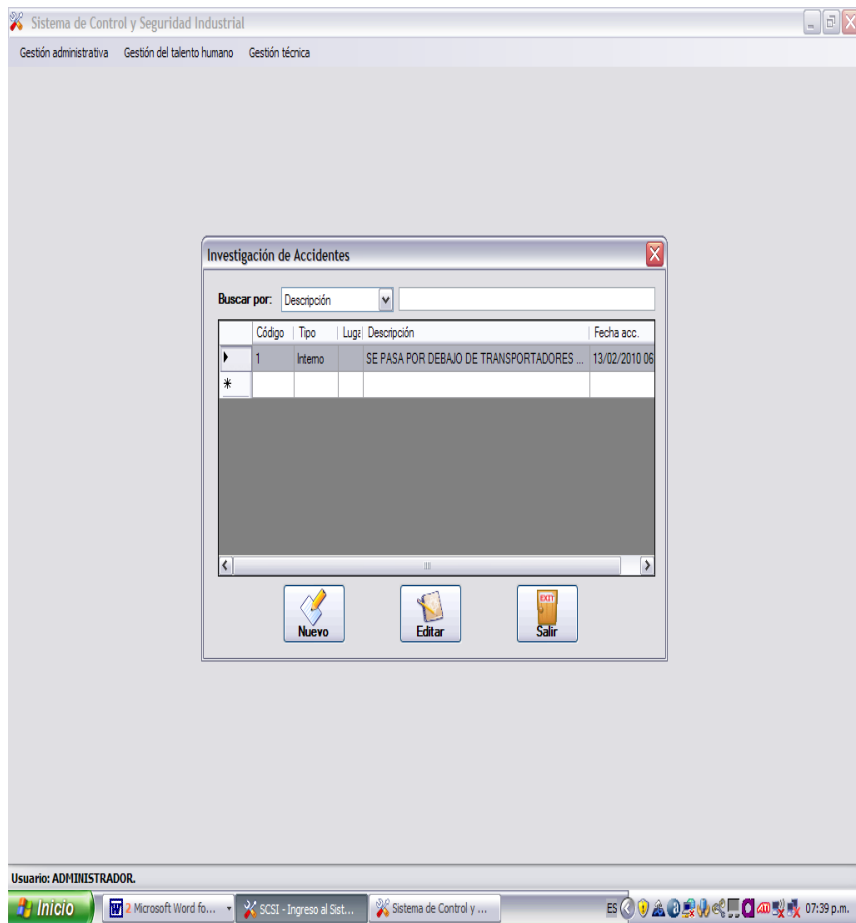 Sistema de Control y Seguridad Industrial
Gestión administrativa Gestión del talento humano Gestión técnica
Investigación de Accidentes
Buscar por: Descripción
Código Tipo Luga Descripción Fecha acc.
1 Interno SE PASA POR DEBAJO DE TRANSPORTADORES ... 13/02/2010 06
Nuevo Editar EXIT Salir
Usuario: ADMINISTRADOR.
Inicio 2 Microsoft Word fo... SCSI - Ingreso al Sist... Sistema de Control y ... ES 07:39 p.m.